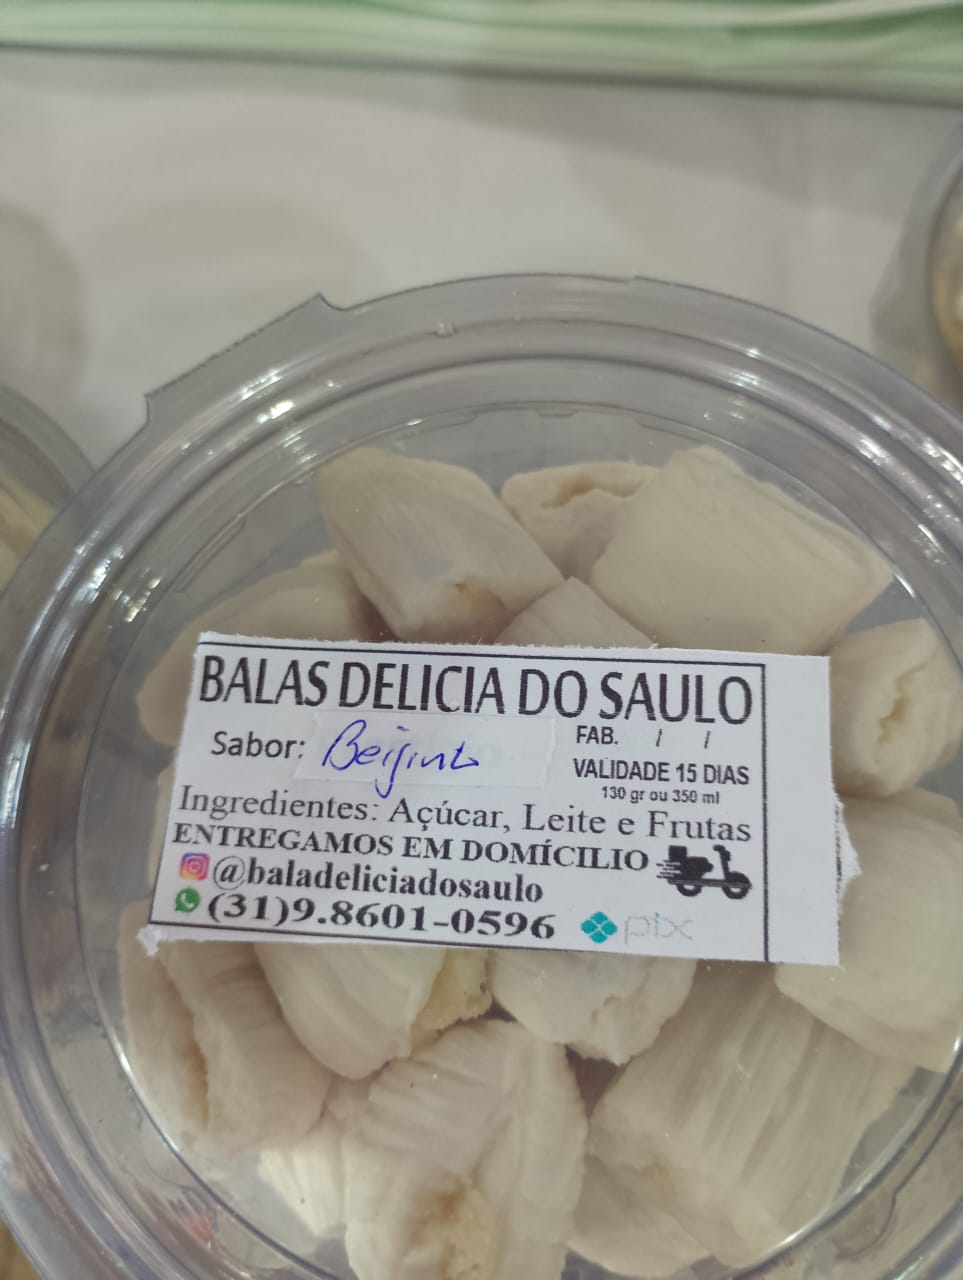 BALAS DELICIA DO SAULO
Sabor: Beijinho
FAB. / /
VALIDADE 15 DIAS
130 gr ou 350 ml
Ingredientes: Açúcar, Leite e Frutas
ENTREGAMOS EM DOMÍCILIO
@baladeliciadosaulo
(31)9.8601-0596 pix